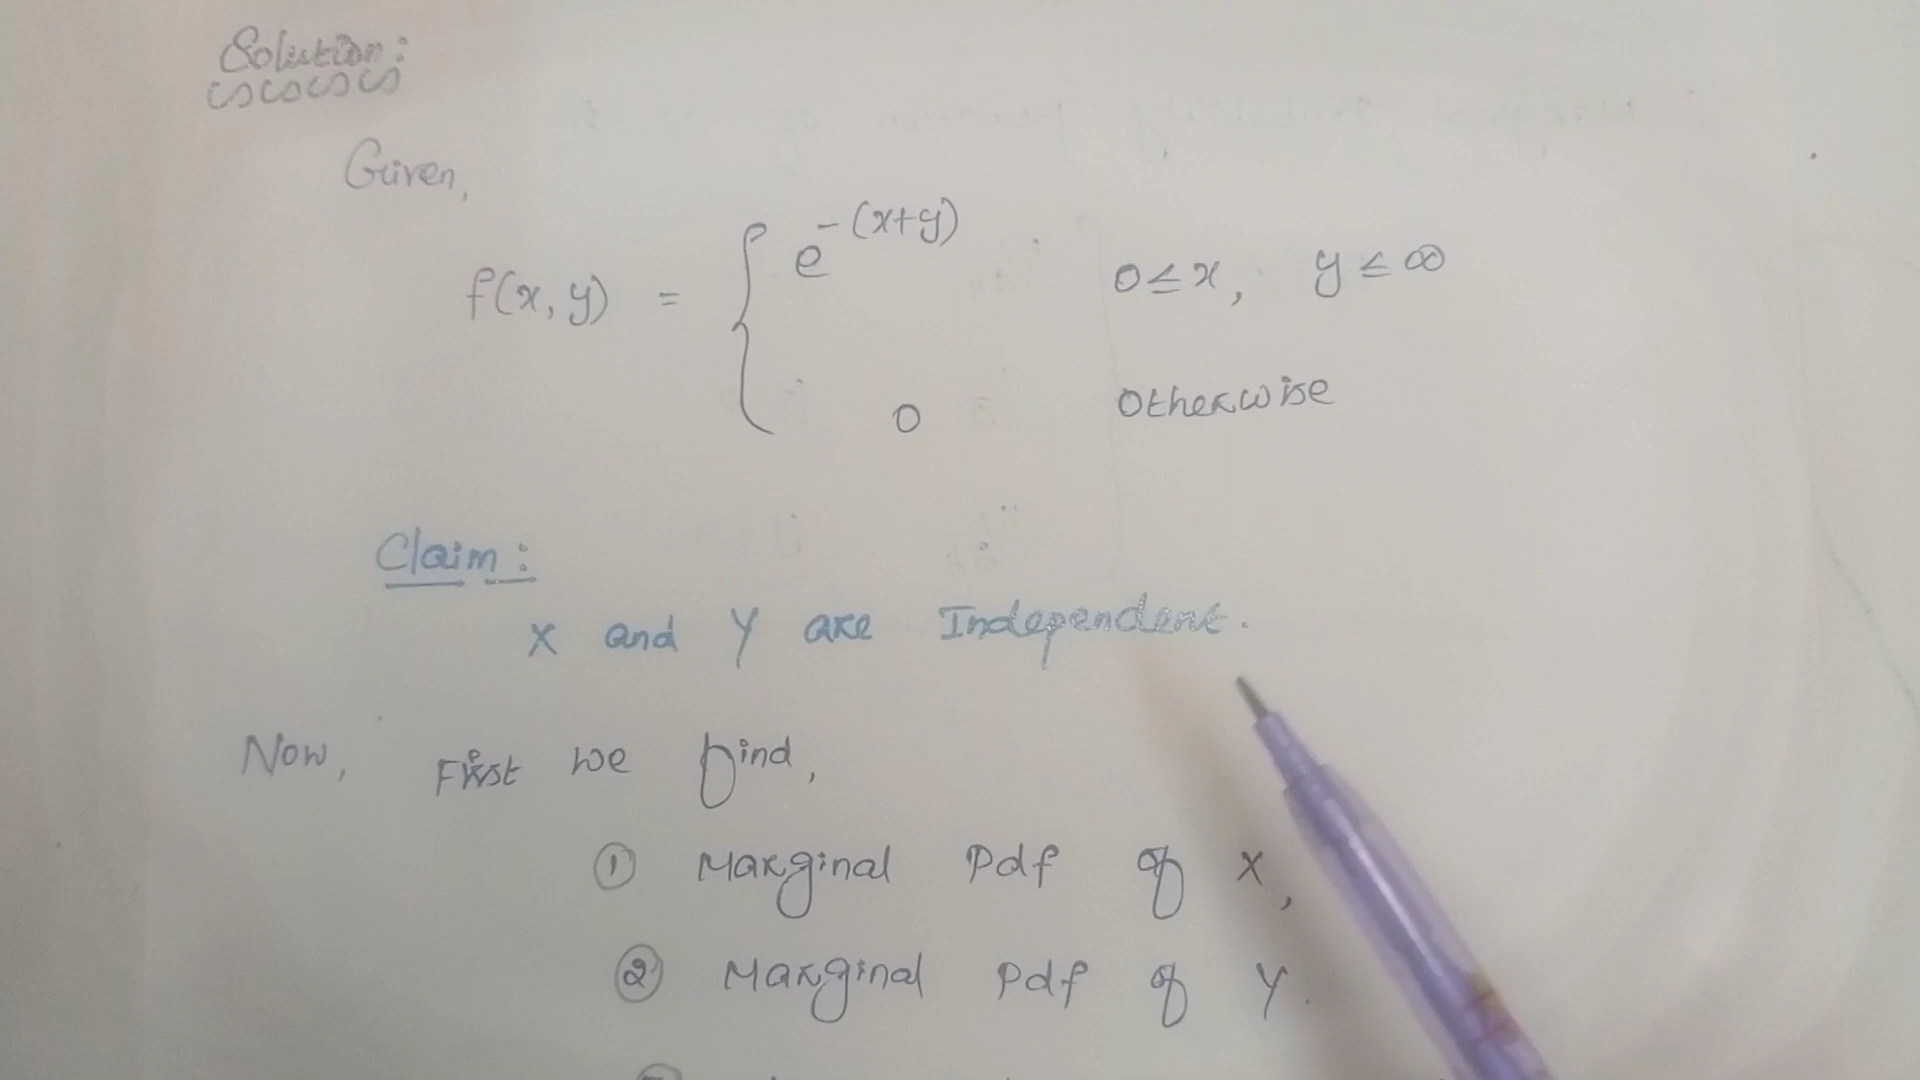 Solution:
Given,
f(x, y) = { e^-(x+y) 0≤x, y≤∞
0 Otherwise
Claim:
X and Y are Independent.
Now, First we find,
① Marginal Pdf of X,
② Marginal Pdf of Y.